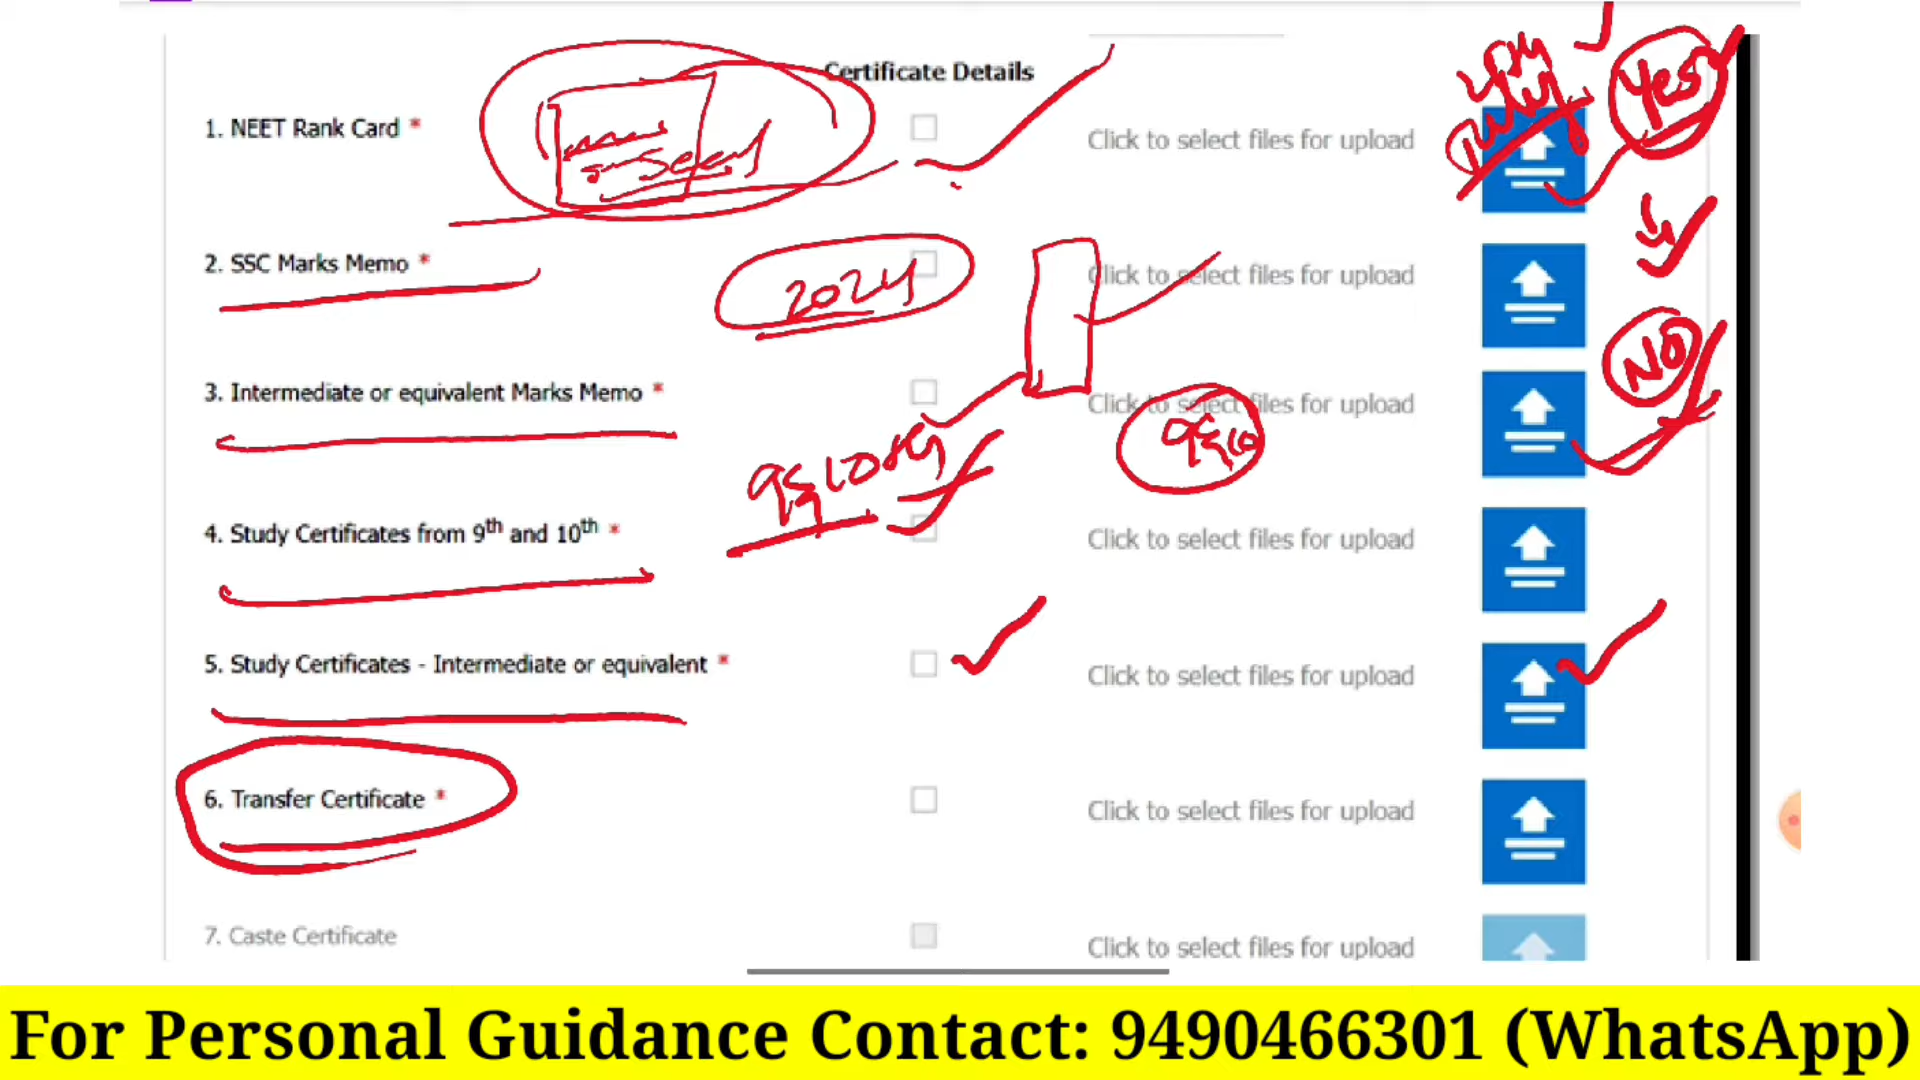 Certificate Details
1. NEET Rank Card * Click to select files for upload
Yes
2. SSC Marks Memo * Click to select files for upload
2024
NO
3. Intermediate or equivalent Marks Memo * Click to select files for upload
4. Study Certificates from 9th and 10th * Click to select files for upload
5. Study Certificates - Intermediate or equivalent * Click to select files for upload
6. Transfer Certificate * Click to select files for upload
7. Caste Certificate Click to select files for upload
For Personal Guidance Contact: 9490466301 (WhatsApp)